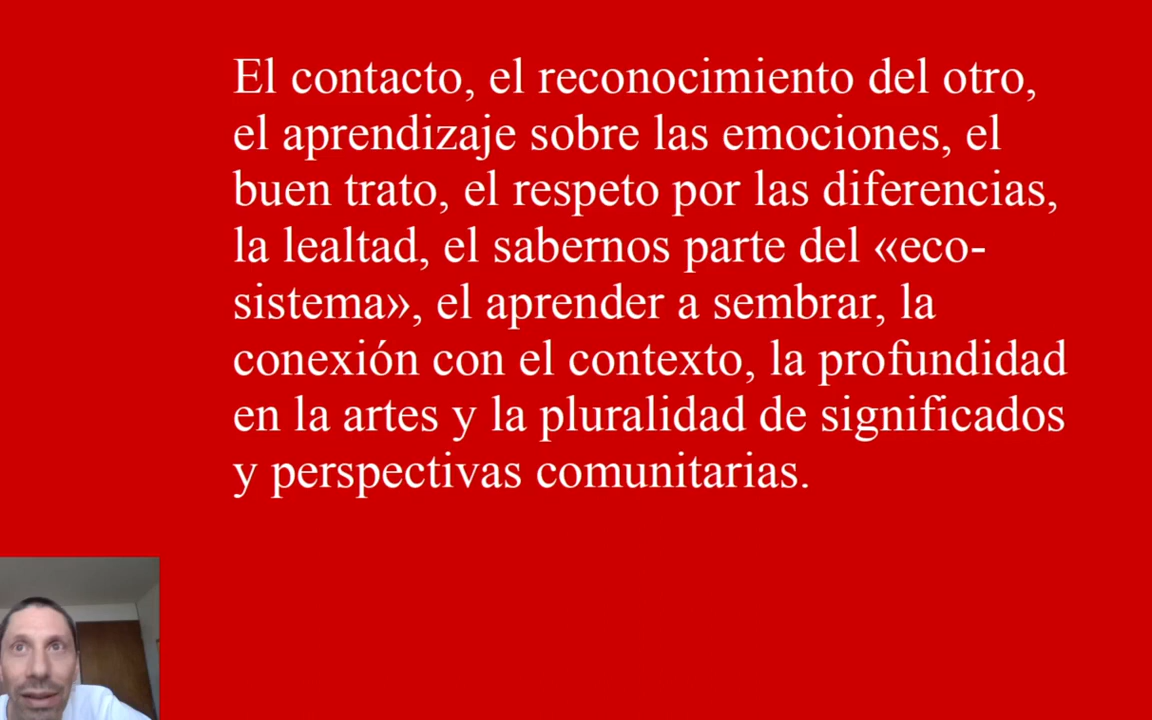 El contacto, el reconocimiento del otro,
el aprendizaje sobre las emociones, el
buen trato, el respeto por las diferencias,
la lealtad, el sabernos parte del «eco-
sistema», el aprender a sembrar, la
conexión con el contexto, la profundidad
en la artes y la pluralidad de significados
y perspectivas comunitarias.